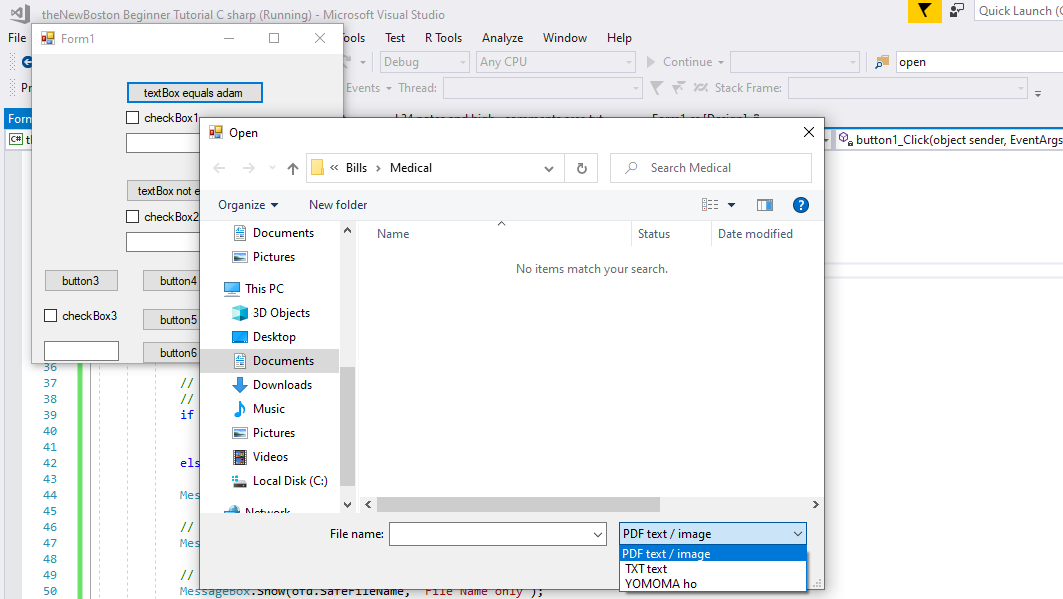 theNewBoston Beginner Tutorial C sharp (Running) - Microsoft Visual Studio
Quick Launch (
File
Tools
Test
R Tools
Analyze
Window
Help
Form1
Debug
Any CPU
Continue
open
Events
Thread:
Stack Frame:
textBox equals adam
checkBox1
button1_Click(object sender, EventArgs
textBox not e
checkBox2
button3
button4
checkBox3
button5
button6
Open
Bills
Medical
Search Medical
Organize
New folder
Name
Status
Date modified
No items match your search.
Documents
Pictures
This PC
3D Objects
Desktop
Documents
Downloads
Music
Pictures
Videos
Local Disk (C:)
Network
File name:
PDF text / image
PDF text / image
TXT text
YOMOMA ho
36
37 //
38 //
39 if
40
41
42 els
43
44 Mes
45
46 //
47 Mes
48
49 //
50 MessageBox.Show(ofd.SafeFileName, "File Name only");